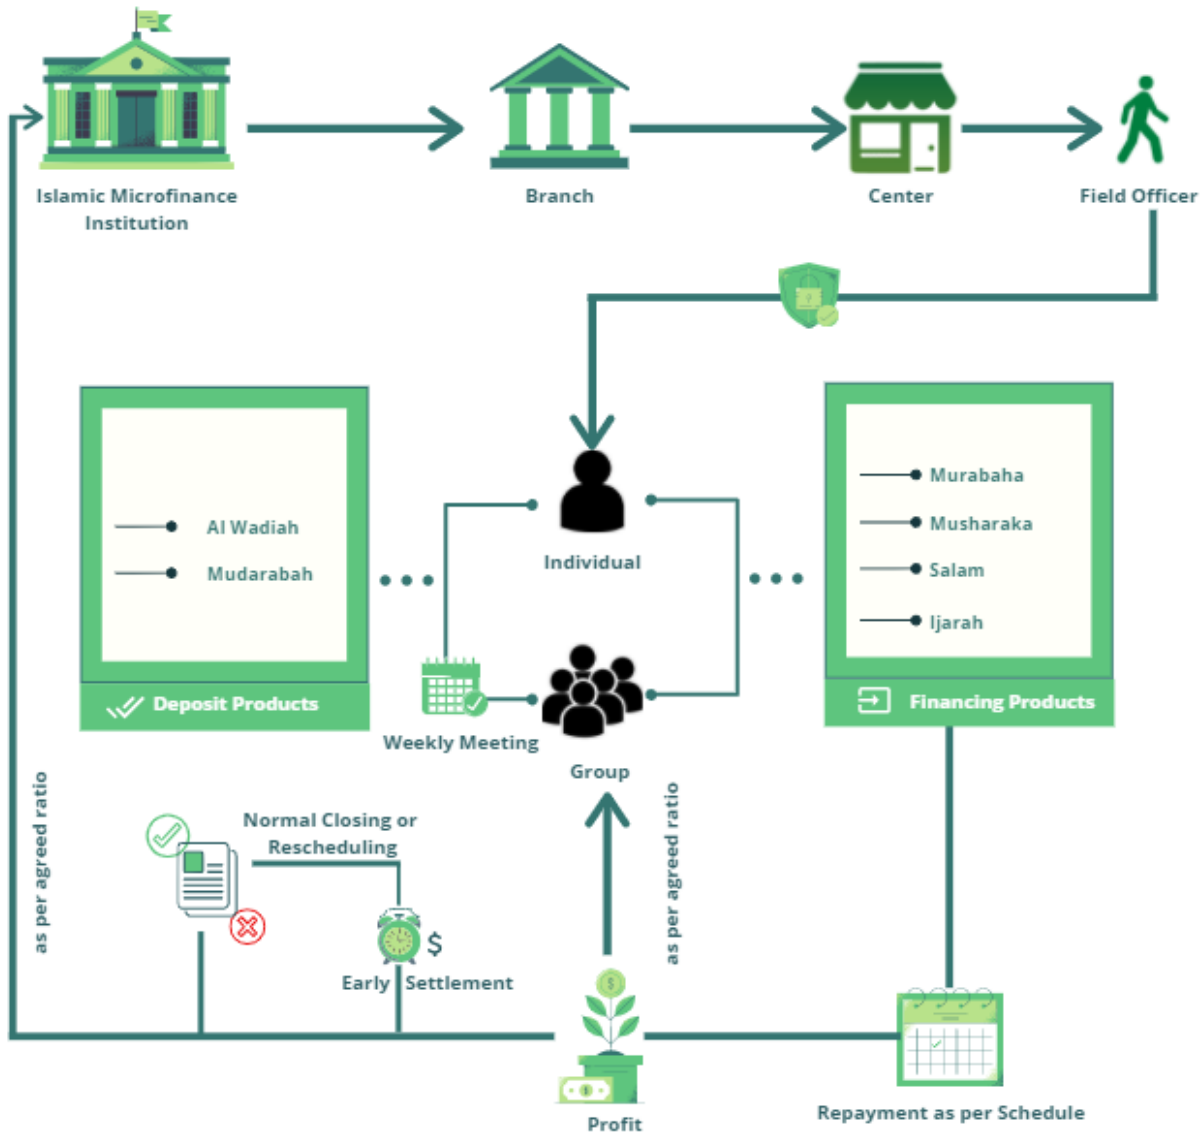 Islamic Microfinance
Institution
Branch
Center
Field Officer
Al Wadiah
Mudarabah
Deposit Products
Individual
Weekly Meeting
Group
Murabaha
Musharaka
Salam
Ijarah
Financing Products
as per agreed ratio
Normal Closing or
Rescheduling
$
Early Settlement
as per agreed ratio
$
$
Profit
Repayment as per Schedule